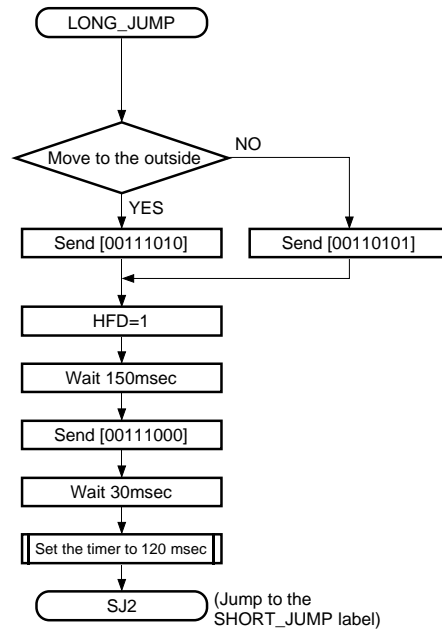 LONG_JUMP
Move to the outside
NO
YES
Send [00111010]
Send [00110101]
HFD=1
Wait 150msec
Send [00111000]
Wait 30msec
Set the timer to 120 msec
SJ2
(Jump to the
SHORT_JUMP label)